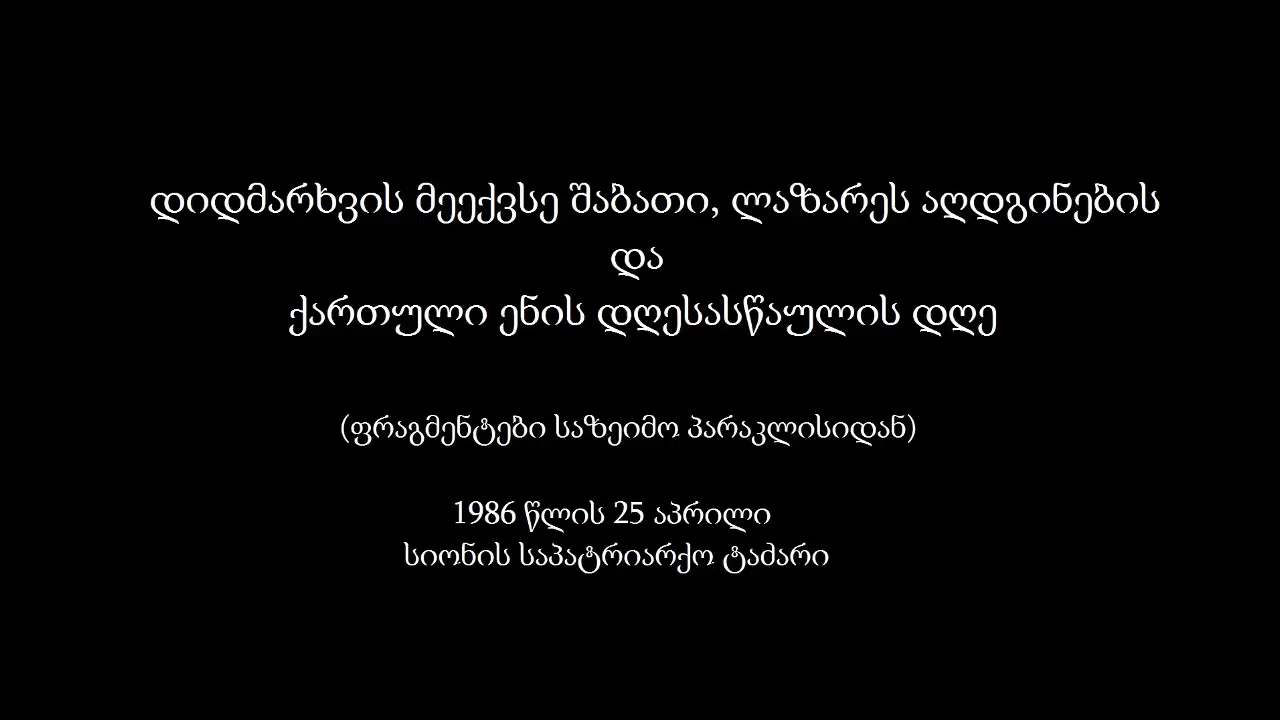 დიდმარხვის მეექვსე შაბათი, ლაზარეს აღდგინების
და
ქართული ენის დღესასწაულის დღე
(ფრაგმენტები საზეიმო პარაკლისიდან)
1986 წლის 25 აპრილი
სიონის საპატრიარქო ტამარი